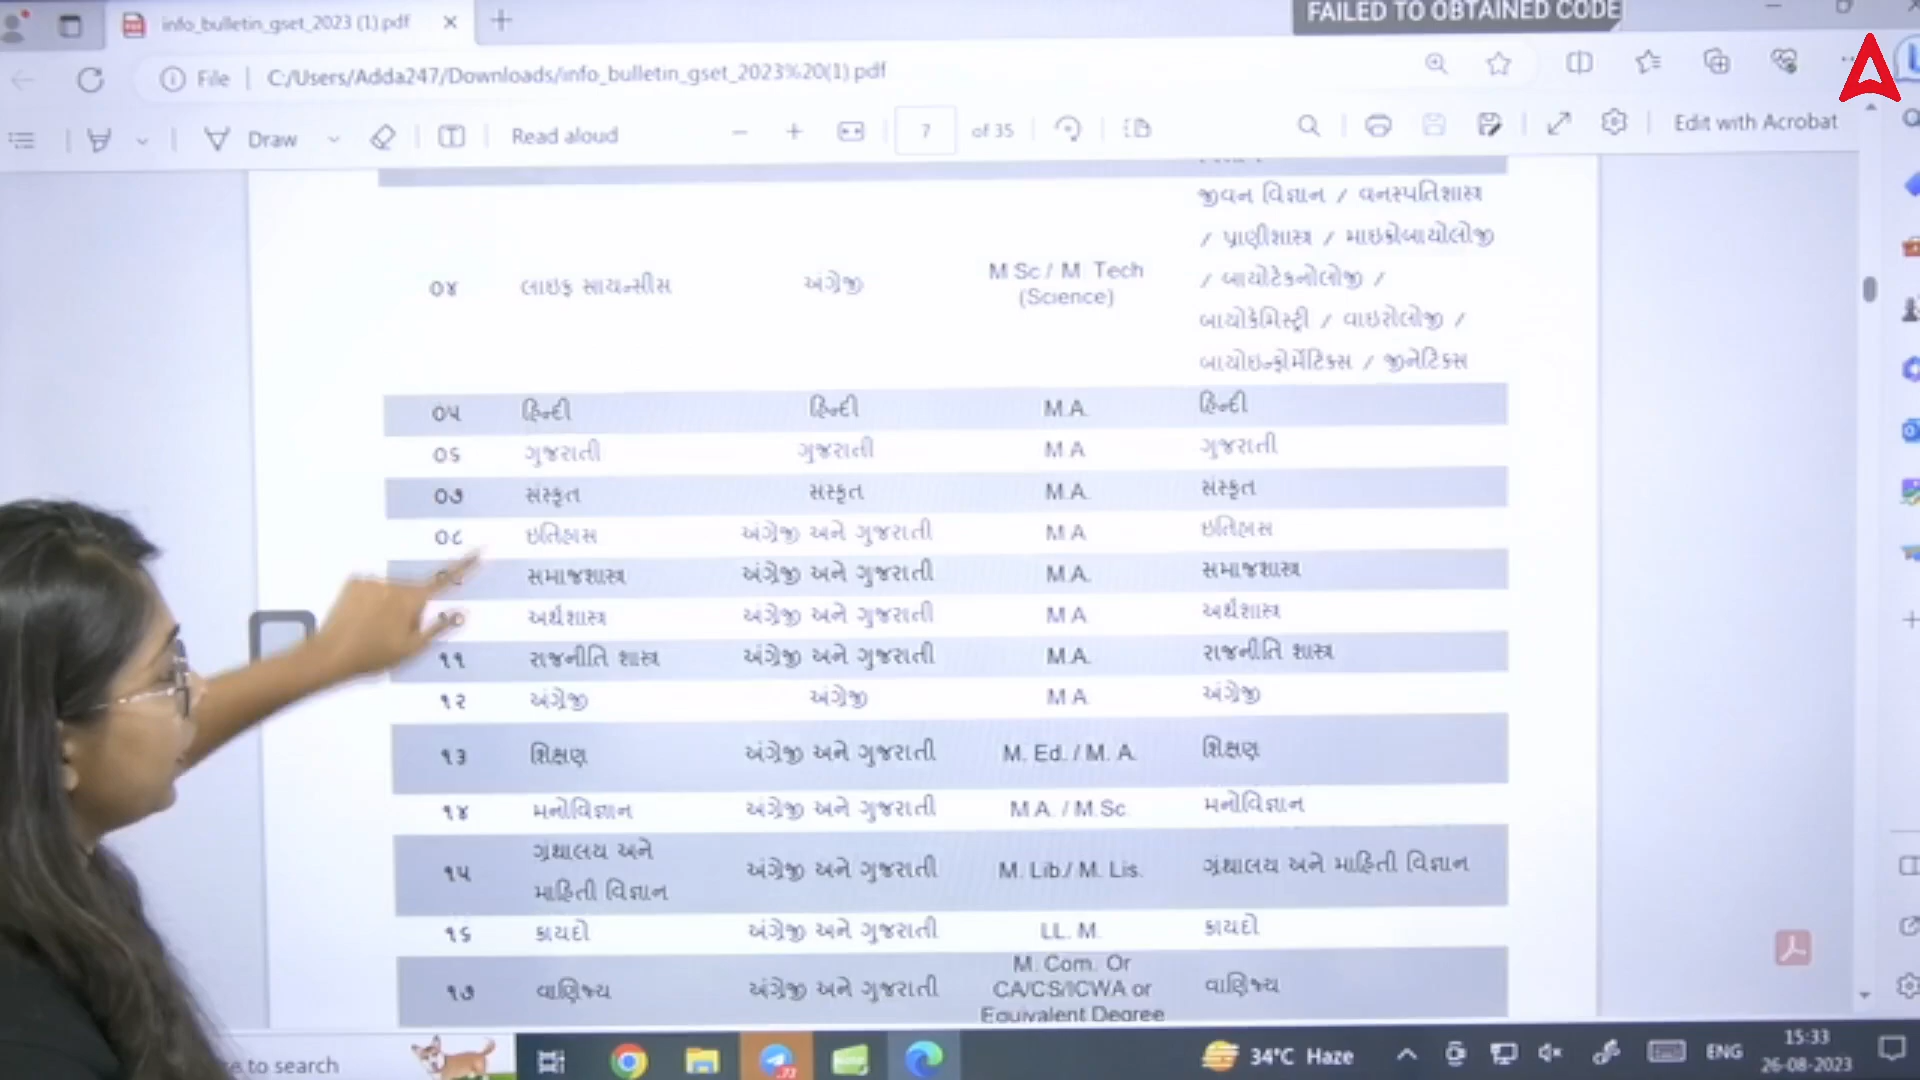 info_bulletin_gset_2023 (1).pdf
FAILED TO OBTAINED CODE
File
C:/Users/Adda247/Downloads/info_bulletin_gset_2023%20(1).pdf
Draw
Read aloud
7 of 35
Edit with Acrobat
જીવન વિજ્ઞાન / વનસ્પતિશાસ્ત્ર
/ પ્રાણીશાસ્ત્ર / માઇક્રોબાયોલોજી
/ બાયોટેકનોલોજી /
બાયોકેમિસ્ટ્રી / વાઇરોલોજી /
બાયોઇન્ફોર્મેટિક્સ / જીનેટિક્સ
૦૪ લાઇફ સાયન્સીસ અંગ્રેજી M Sc / M Tech (Science)
૦૫ હિન્દી હિન્દી M.A. હિન્દી
૦૬ ગુજરાતી ગુજરાતી M A ગુજરાતી
૦૭ સંસ્કૃત સંસ્કૃત M.A. સંસ્કૃત
૦૮ ઇતિહાસ અંગ્રેજી અને ગુજરાતી M A ઇતિહાસ
સમાજશાસ્ત્ર અંગ્રેજી અને ગુજરાતી M.A. સમાજશાસ્ત્ર
૧૦ અર્થશાસ્ત્ર અંગ્રેજી અને ગુજરાતી M A અર્થશાસ્ત્ર
૧૧ રાજનીતિ શાસ્ત્ર અંગ્રેજી અને ગુજરાતી M.A. રાજનીતિ શાસ્ત્ર
૧૨ અંગ્રેજી અંગ્રેજી M A અંગ્રેજી
૧૩ શિક્ષણ અંગ્રેજી અને ગુજરાતી M. Ed. / M. A. શિક્ષણ
૧૪ મનોવિજ્ઞાન અંગ્રેજી અને ગુજરાતી M.A. / M.Sc. મનોવિજ્ઞાન
૧૫ ગ્રંથાલય અને માહિતી વિજ્ઞાન અંગ્રેજી અને ગુજરાતી M. Lib./ M. Lis. ગ્રંથાલય અને માહિતી વિજ્ઞાન
૧૬ કાયદો અંગ્રેજી અને ગુજરાતી LL. M. કાયદો
૧૭ વાણિજ્ય અંગ્રેજી અને ગુજરાતી M. Com. Or CA/CS/ICWA or Equivalent Degree વાણિજ્ય
e to search
34°C Haze
ENG
15:33
26-08-2023